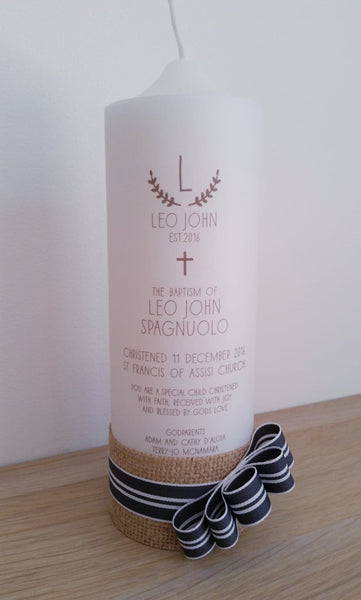 L
LEO JOHN
EST.2016
THE BAPTISM OF
LEO JOHN
SPAGNUOLO
CHRISTENED 11 DECEMBER 2016
ST FRANCIS OF ASSISI CHURCH
YOU ARE A SPECIAL CHILD CHRISTENED
WITH FAITH, RECEIVED WITH JOY
AND BLESSED BY GODS LOVE
GODPARENTS
ADAM AND CATHY D'ALOIA
TERRY-JO MCNAMARA